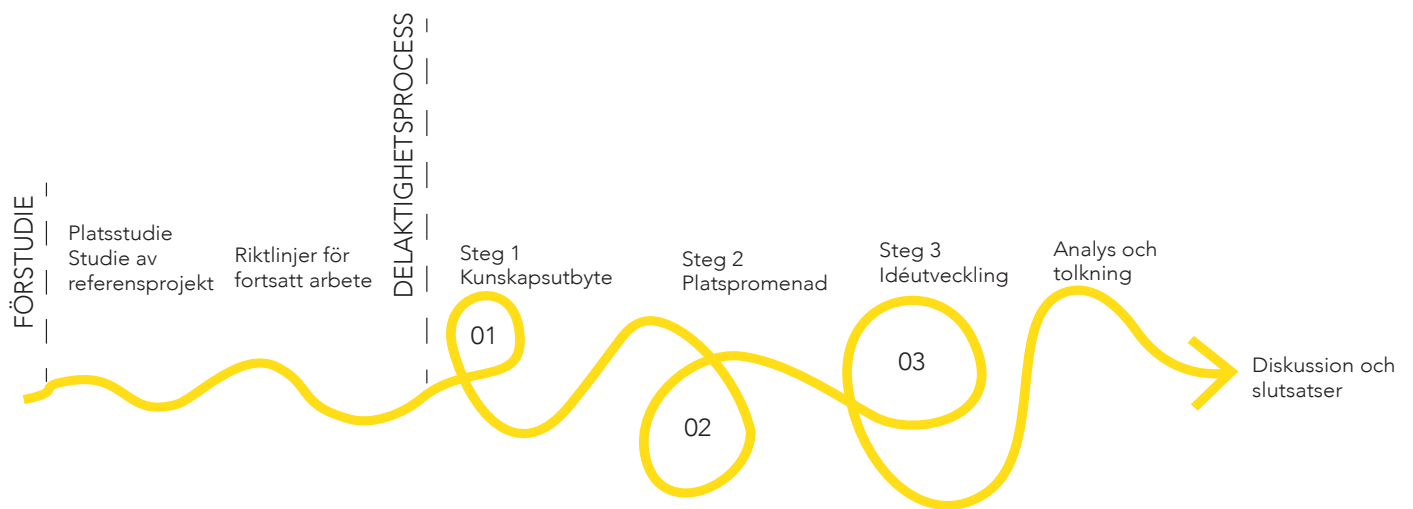 FÖRSTUDIE
Platsstudie
Studie av
referensprojekt
Riktlinjer för
fortsatt arbete
DELAKTIGHETSPROCESS
Steg 1
Kunskapsutbyte
01
Steg 2
Platspromenad
02
Steg 3
Idéutveckling
03
Analys och
tolkning
Diskussion och
slutsatser